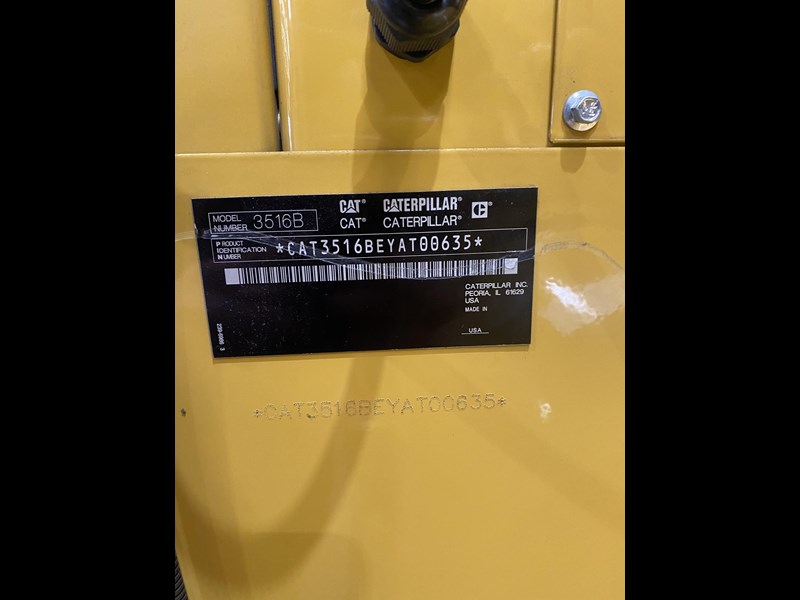 CAT® CATERPILLAR®
CAT® CATERPILLAR® C®
MODEL NUMBER 3516B
PRODUCT IDENTIFICATION NUMBER *CAT3516BEYAT00635*
CATERPILLAR INC.
PEORIA, IL 61629
USA
MADE IN
USA
*CAT3516BEYAT00635*